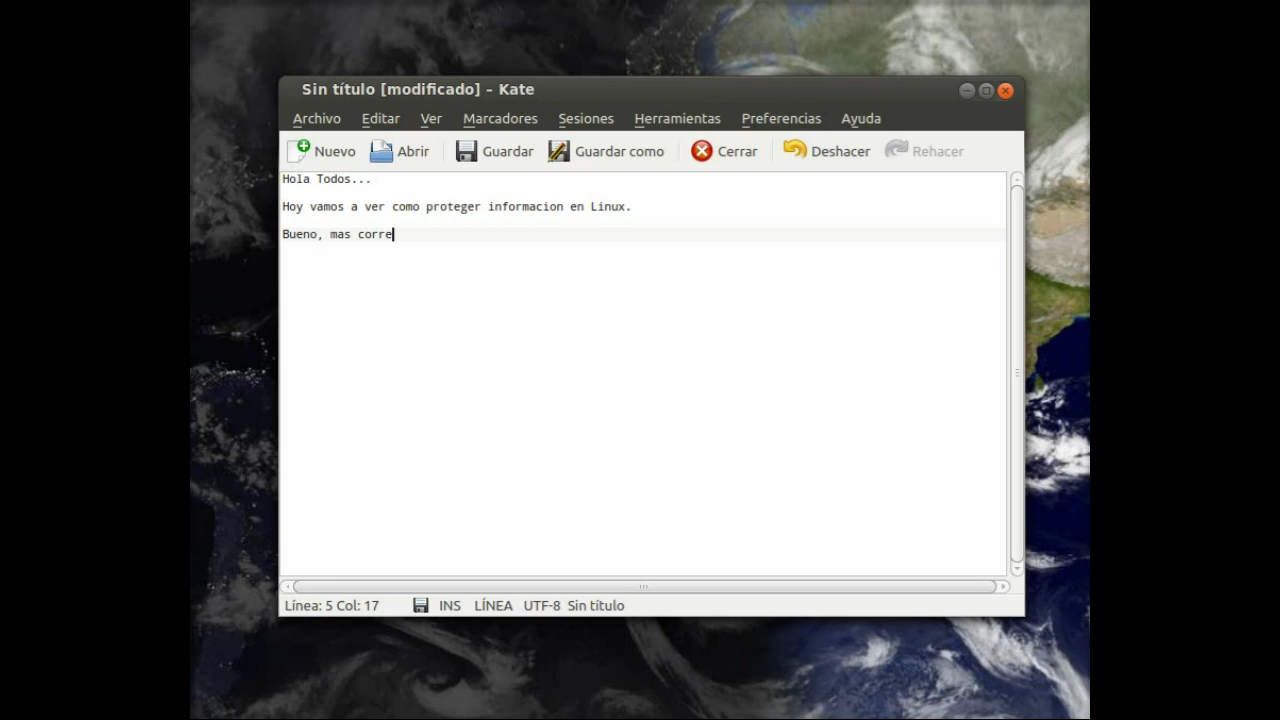 Sin título [modificado] – Kate
Archivo Editar Ver Marcadores Sesiones Herramientas Preferencias Ayuda
Nuevo Abrir Guardar Guardar como Cerrar Deshacer Rehacer
Hola Todos...
Hoy vamos a ver como proteger informacion en Linux.
Bueno, mas corre
Línea: 5 Col: 17 INS LÍNEA UTF-8 Sin título